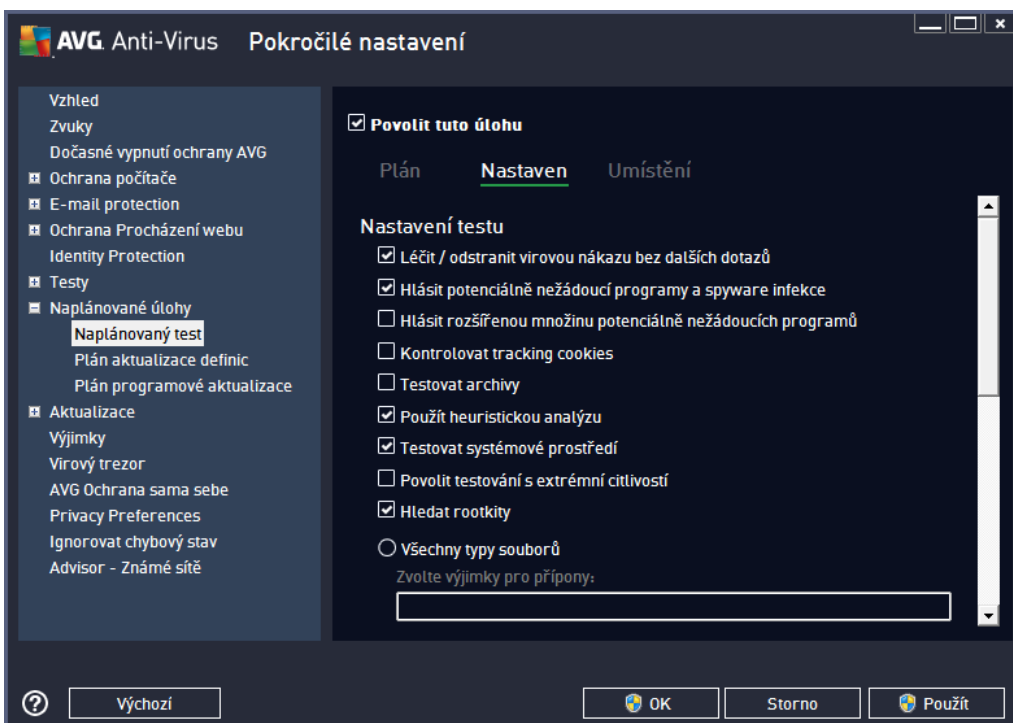 AVG. Anti-Virus Pokročilé nastavení
Vzhled
Zvuky
Dočasné vypnutí ochrany AVG
Ochrana počítače
E-mail protection
Ochrana Procházení webu
Identity Protection
Testy
Naplánované úlohy
Naplánovaný test
Plán aktualizace definic
Plán programové aktualizace
Aktualizace
Výjimky
Virový trezor
AVG Ochrana sama sebe
Privacy Preferences
Ignorovat chybový stav
Advisor - Známé sítě
Povolit tuto úlohu
Plán Nastaven Umístění
Nastavení testu
Léčit / odstranit virovou nákazu bez dalších dotazů
Hlásit potenciálně nežádoucí programy a spyware infekce
Hlásit rozšířenou množinu potenciálně nežádoucích programů
Kontrolovat tracking cookies
Testovat archivy
Použít heuristickou analýzu
Testovat systémové prostředí
Povolit testování s extrémní citlivostí
Hledat rootkity
Všechny typy souborů
Zvolte výjimky pro přípony:
? Výchozí OK Storno Použít